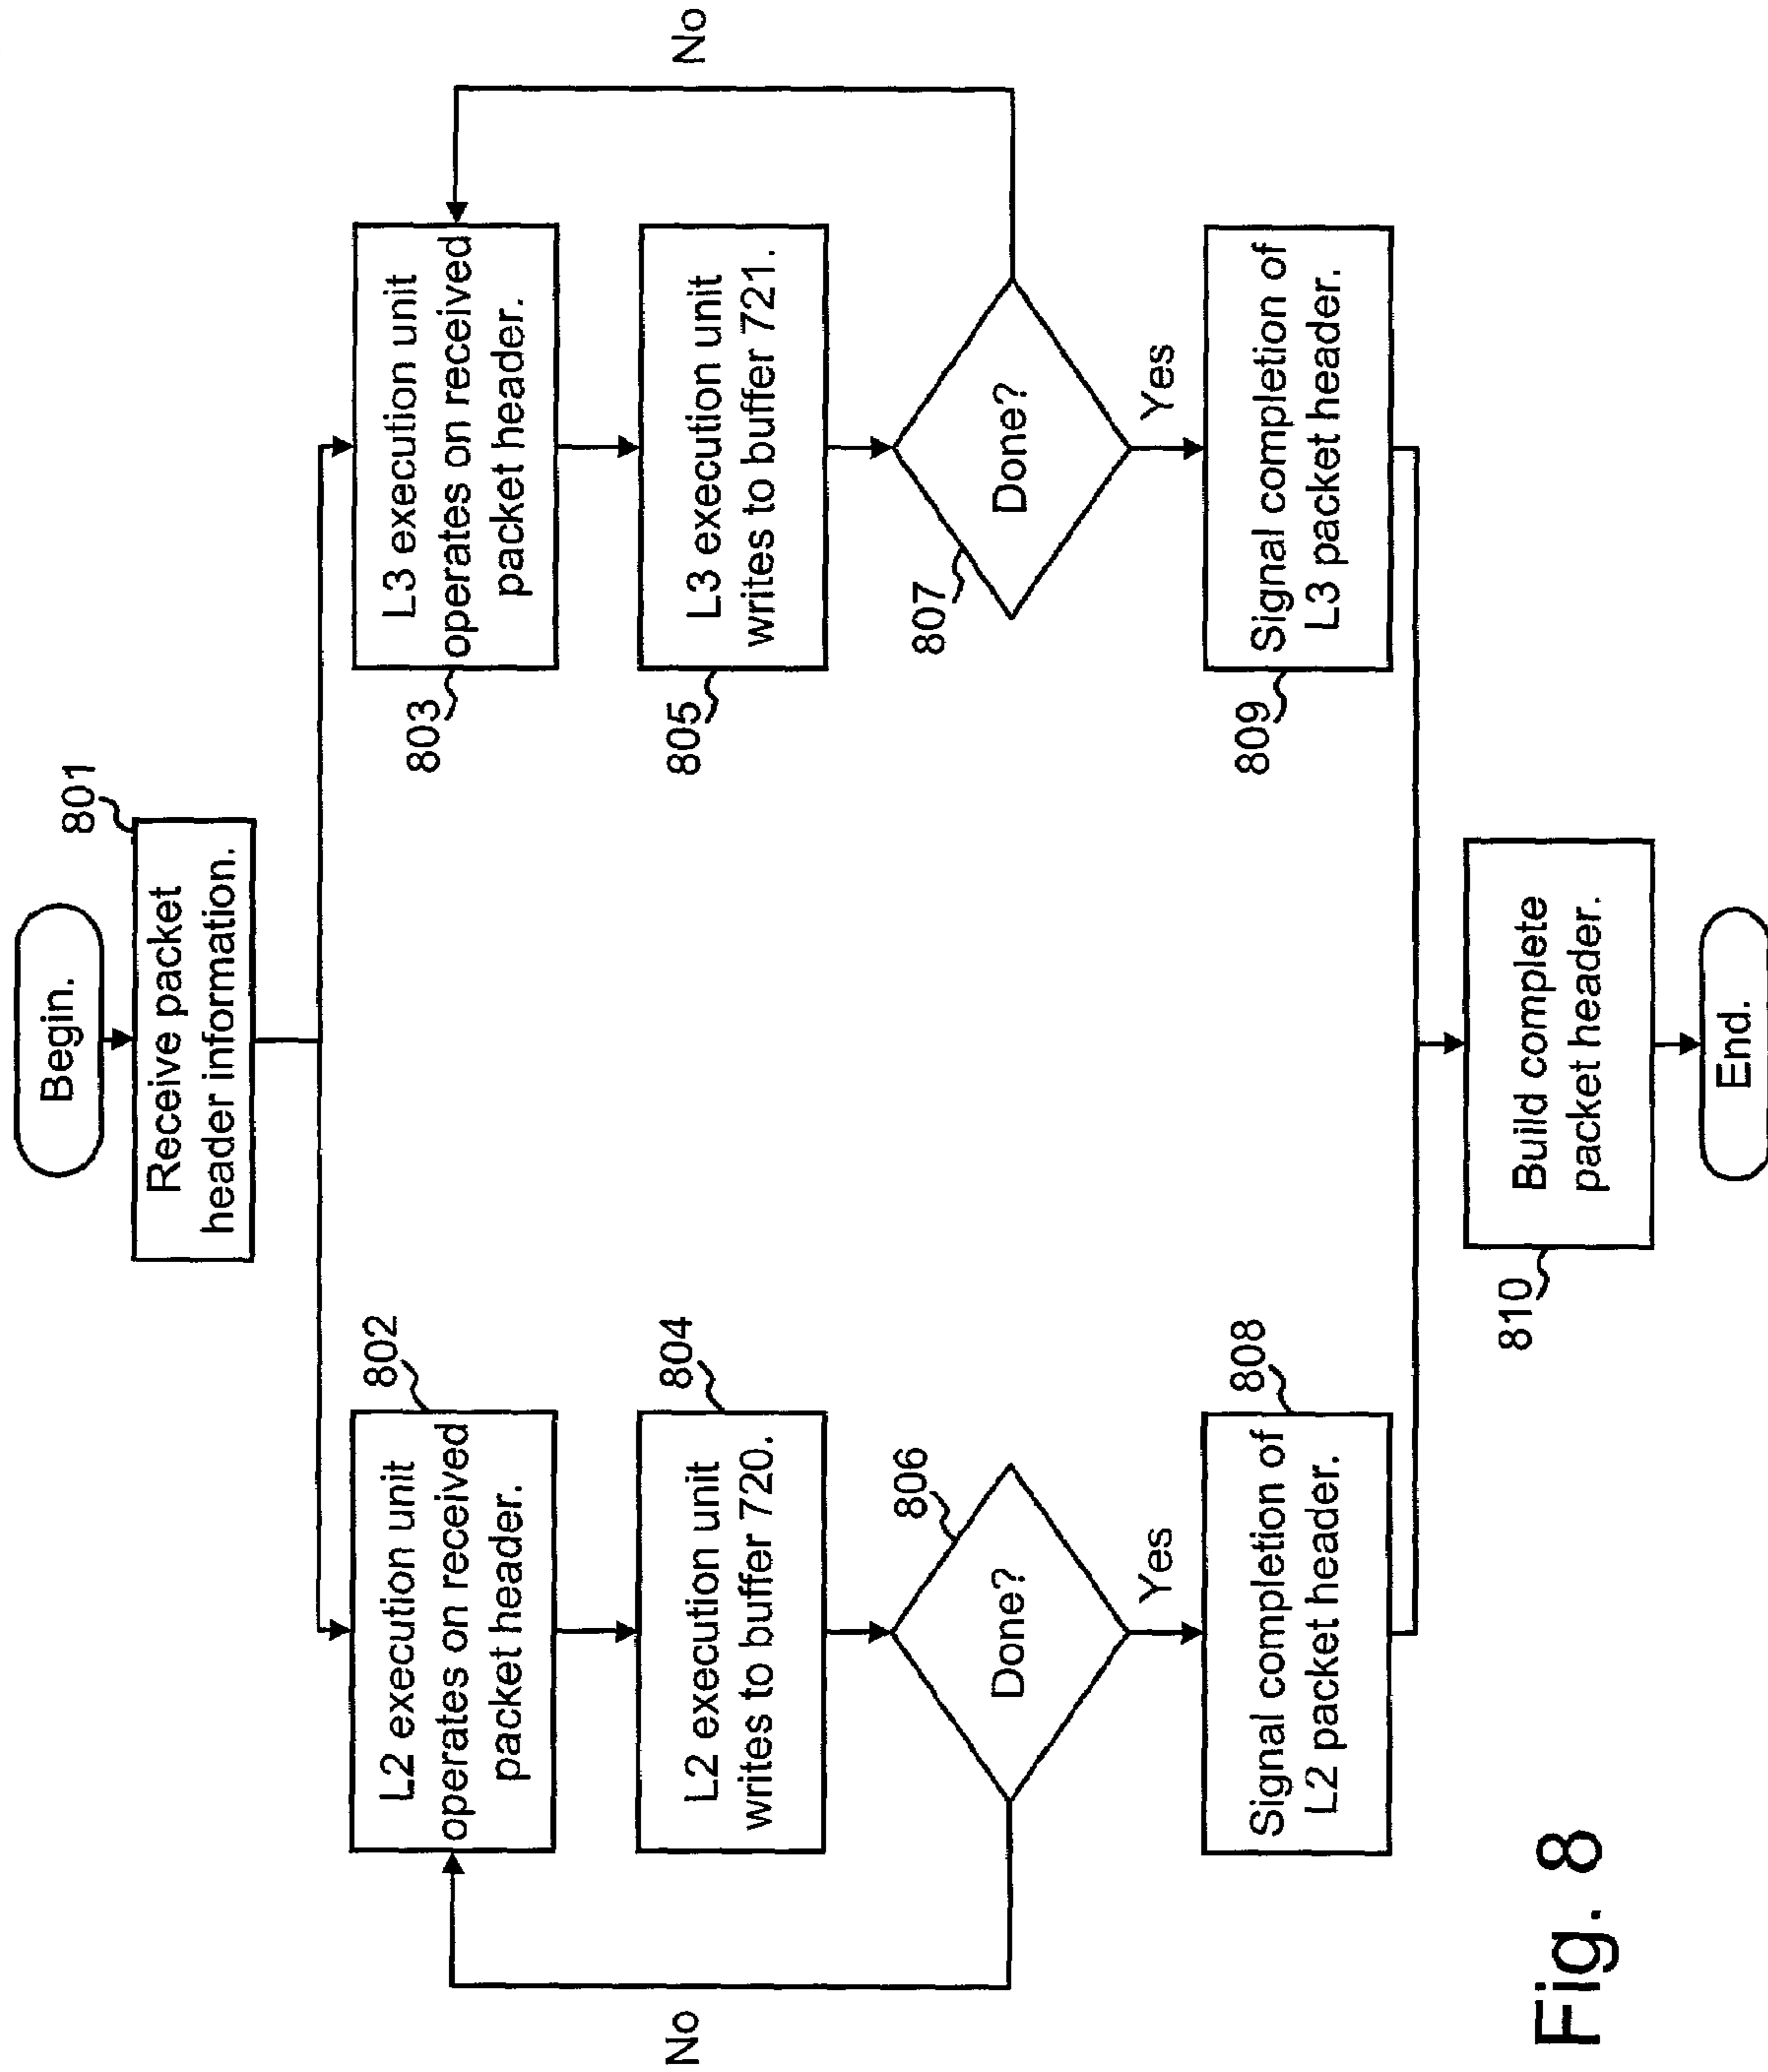 Begin.
801
Receive packet
header information.
802
L2 execution unit
operates on received
packet header.
803
L3 execution unit
operates on received
packet header.
804
L2 execution unit
writes to buffer 720.
805
L3 execution unit
writes to buffer 721.
No
No
806
Done?
807
Done?
Yes
Yes
808
Signal completion of
L2 packet header.
809
Signal completion of
L3 packet header.
810
Build complete
packet header.
End.
Fig. 8